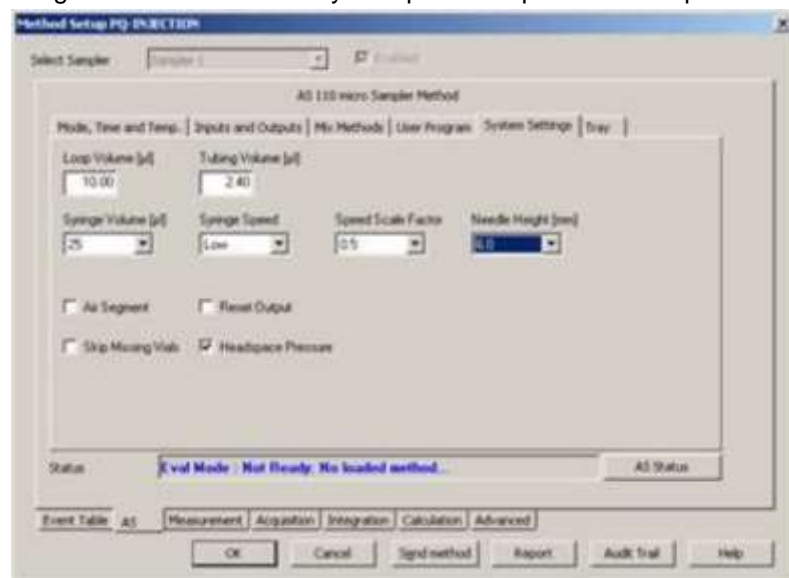 Method Setup PQ-INJECTION
Select Sampler Sampler 1 Enabled
AS 110 micro Sampler Method
Mode, Time and Temp. Inputs and Outputs Mix Methods User Program System Settings Tray
Loop Volume [µl] Tubing Volume [µl]
10.00 2.40
Syringe Volume [µl] Syringe Speed Speed Scale Factor Needle Height [mm]
25 Low 0.5 6.0
Air Segment Reset Output
Skip Missing Vials Headspace Pressure
Status Eval Mode : Not Ready: No loaded method... AS Status
Event Table AS Measurement Acquisition Integration Calculation Advanced
OK Cancel Send method Report Audit Trail Help